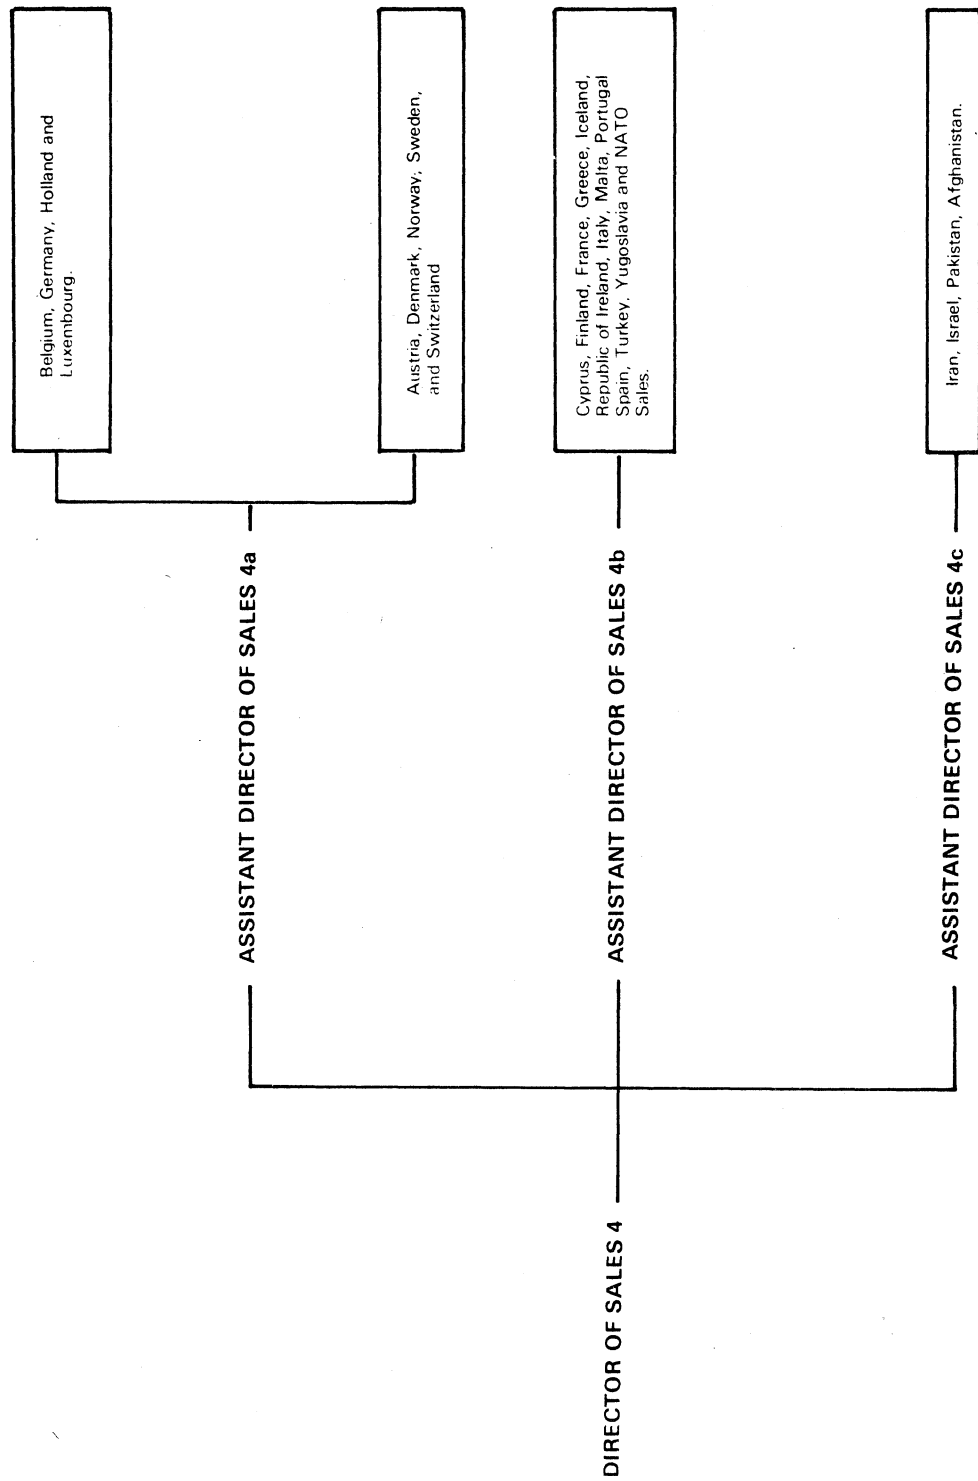 DIRECTOR OF SALES 4
ASSISTANT DIRECTOR OF SALES 4a
Belgium, Germany, Holland and
Luxembourg.
Austria, Denmark, Norway, Sweden,
and Switzerland
ASSISTANT DIRECTOR OF SALES 4b
Cyprus, Finland, France, Greece, Iceland,
Republic of Ireland, Italy, Malta, Portugal
Spain, Turkey, Yugoslavia and NATO
Sales.
ASSISTANT DIRECTOR OF SALES 4c
Iran, Israel, Pakistan, Afghanistan.